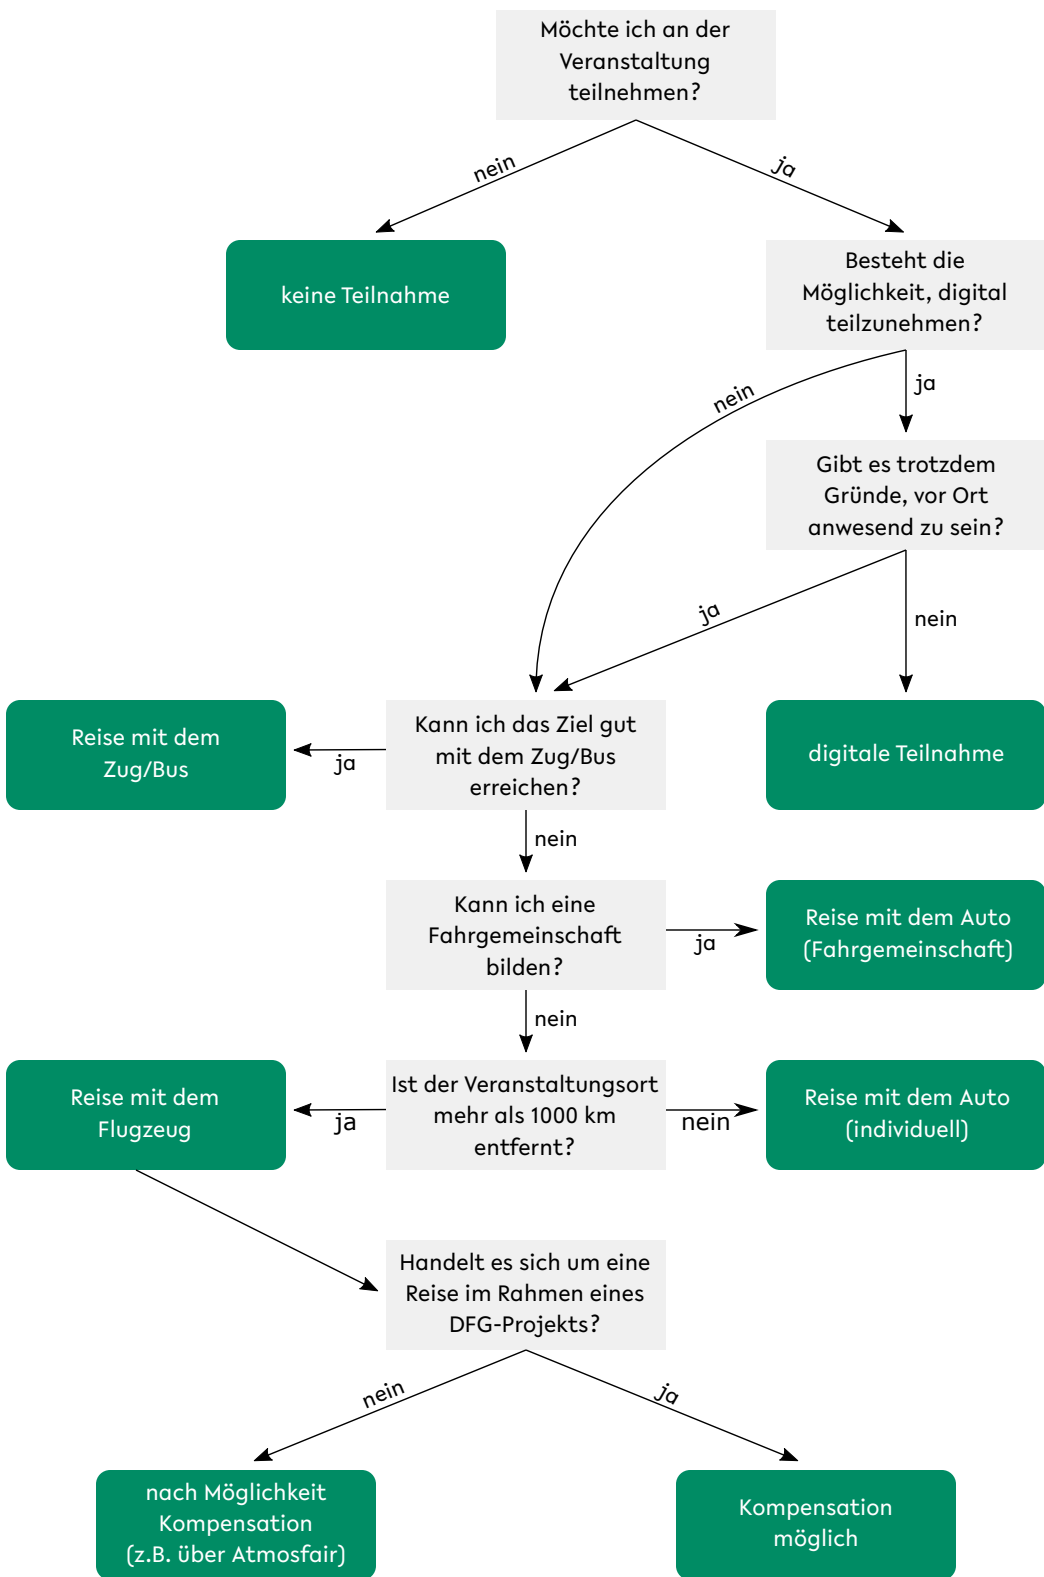 Möchte ich an der
Veranstaltung
teilnehmen?
nein
ja
keine Teilnahme
Besteht die
Möglichkeit, digital
teilzunehmen?
nein
ja
Gibt es trotzdem
Gründe, vor Ort
anwesend zu sein?
ja
nein
Reise mit dem
Zug/Bus
ja
Kann ich das Ziel gut
mit dem Zug/Bus
erreichen?
digitale Teilnahme
nein
Kann ich eine
Fahrgemeinschaft
bilden?
ja
Reise mit dem Auto
(Fahrgemeinschaft)
nein
Reise mit dem
Flugzeug
ja
Ist der Veranstaltungsort
mehr als 1000 km
entfernt?
nein
Reise mit dem Auto
(individuell)
Handelt es sich um eine
Reise im Rahmen eines
DFG-Projekts?
nein
ja
nach Möglichkeit
Kompensation
(z.B. über Atmosfair)
Kompensation
möglich